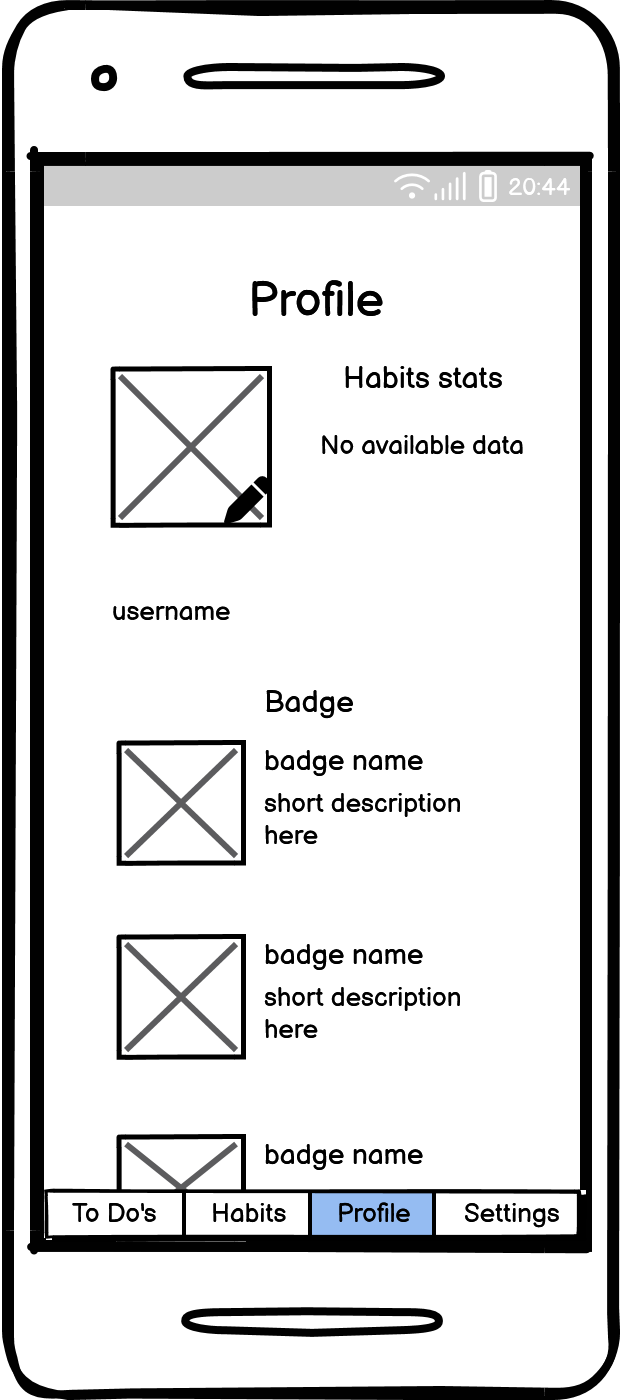 20:44
Profile
Habits stats
No available data
username
Badge
badge name
short description
here
badge name
short description
here
badge name
To Do's Habits Profile Settings